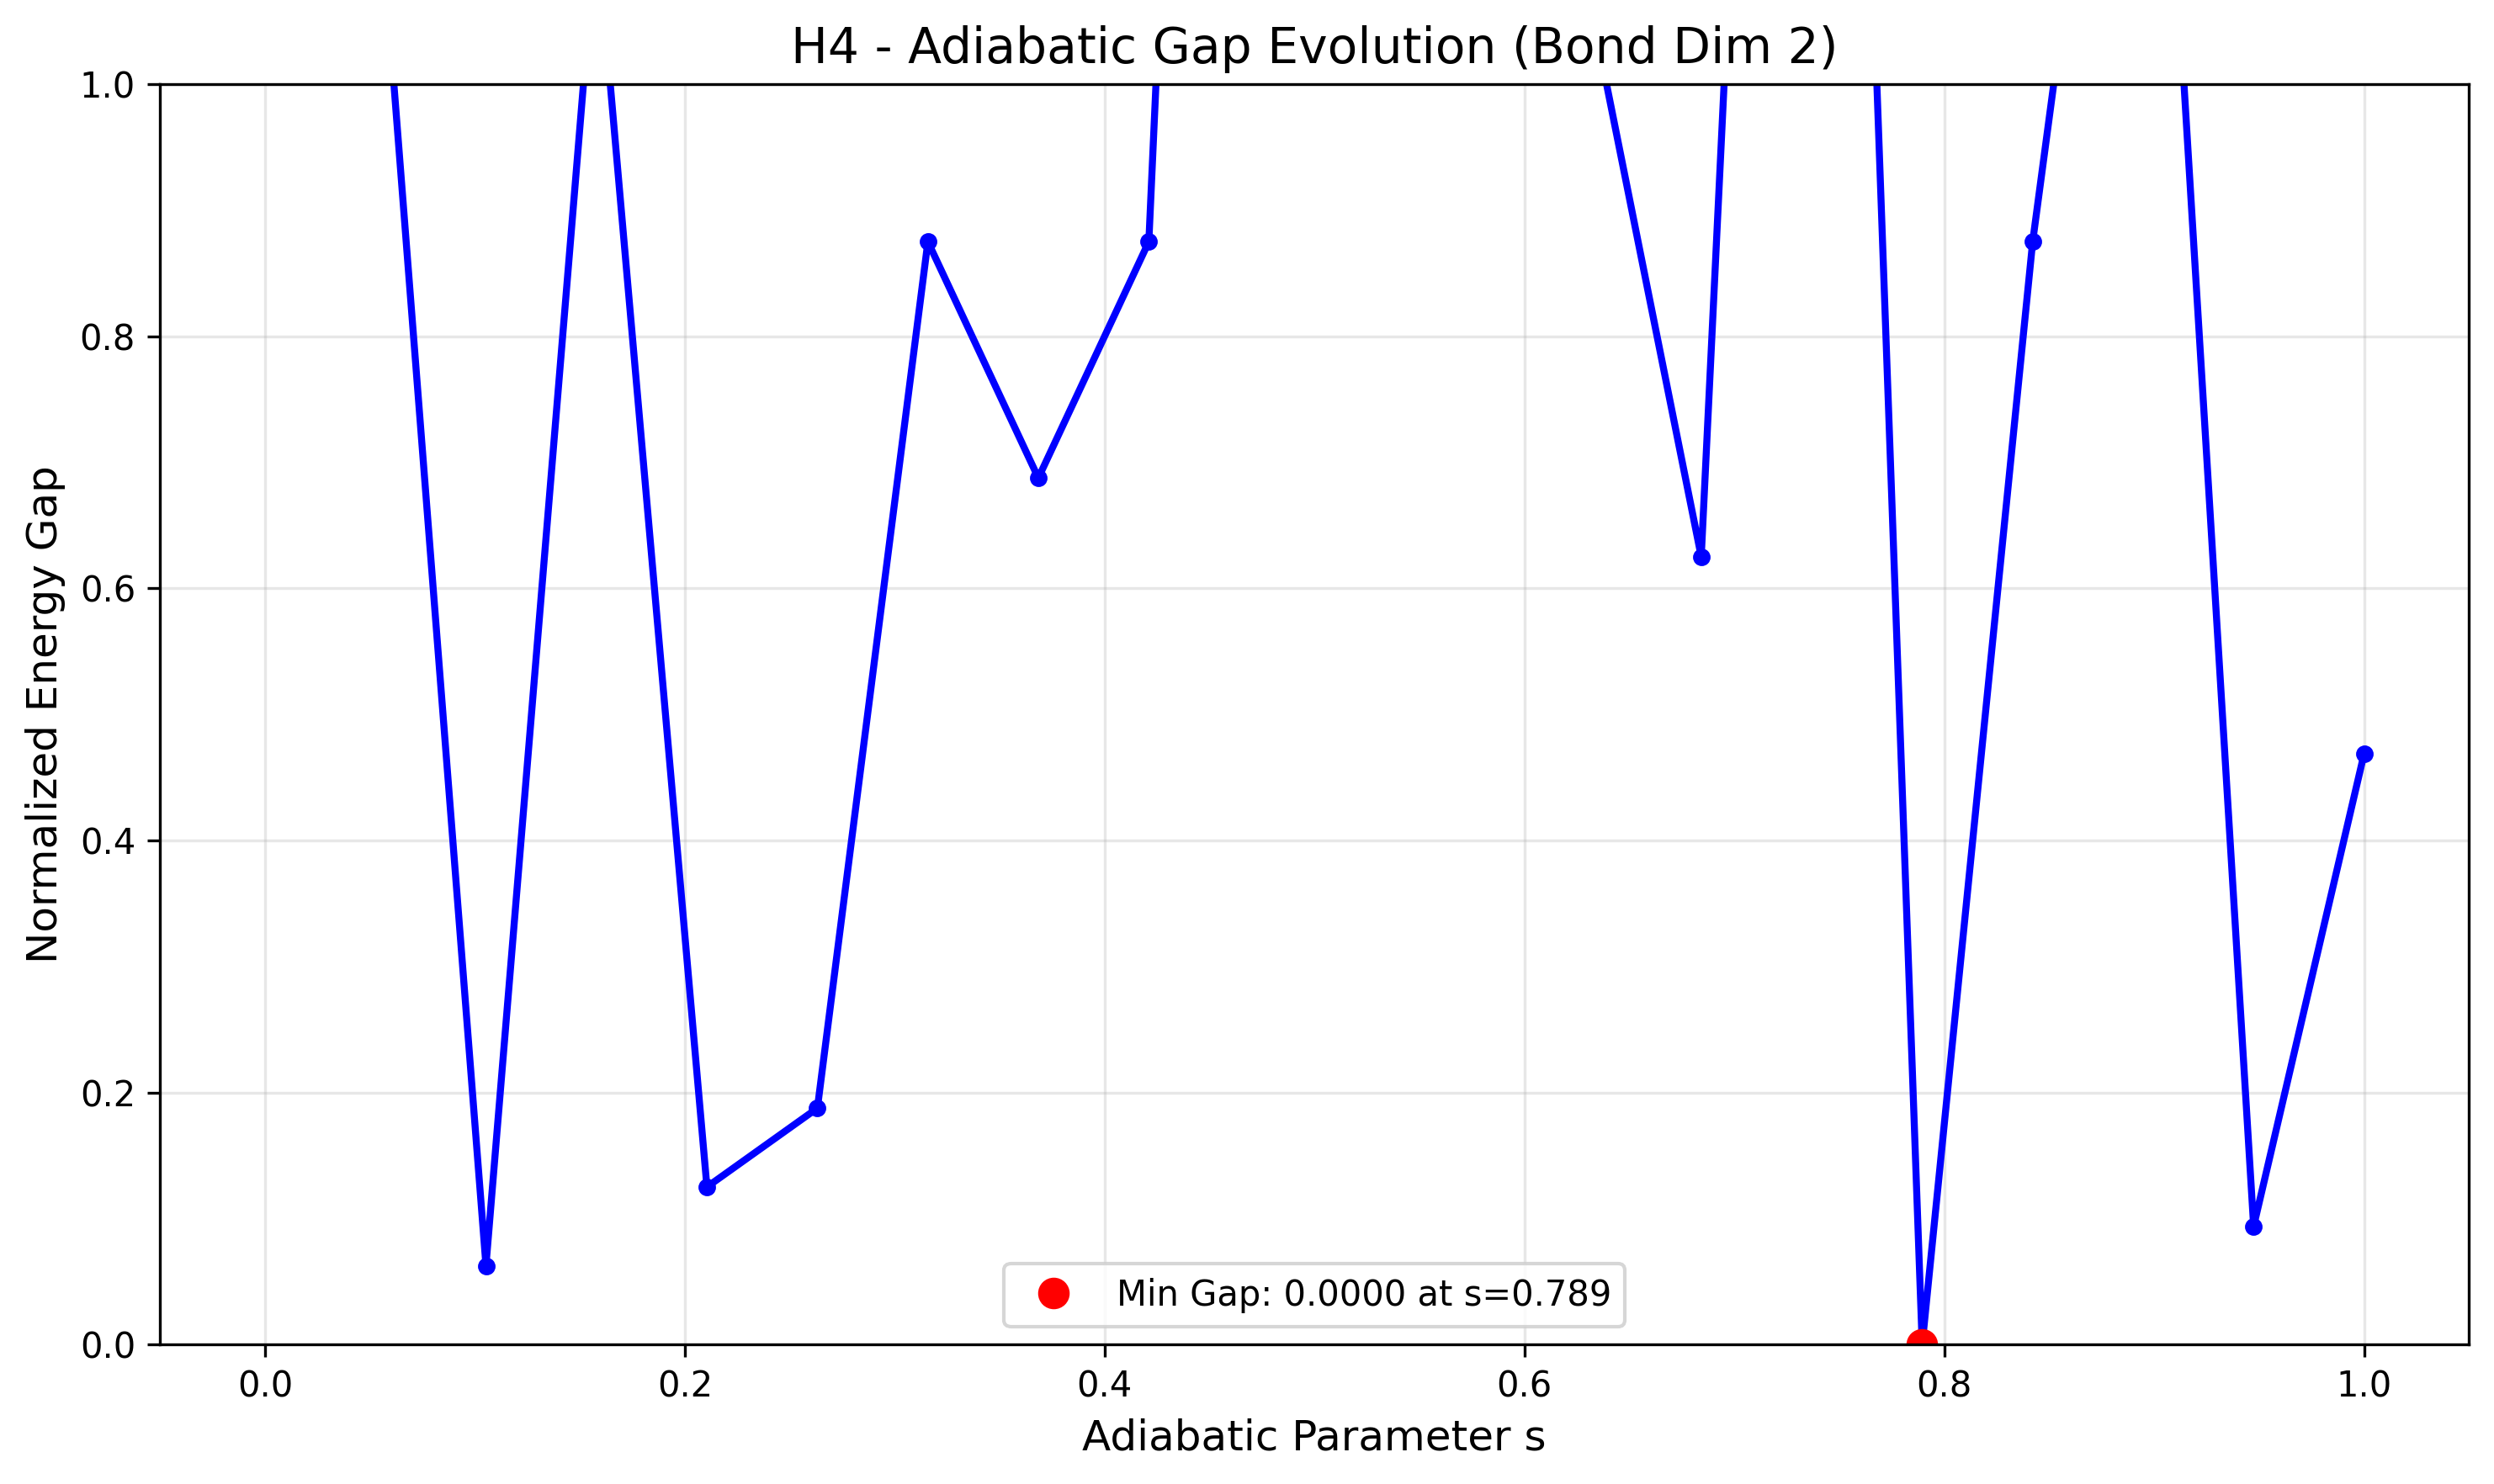 H4 - Adiabatic Gap Evolution (Bond Dim 2)
Normalized Energy Gap
1.0
0.8
0.6
0.4
0.2
0.0
Min Gap: 0.0000 at s=0.789
0.0 0.2 0.4 0.6 0.8 1.0
Adiabatic Parameter s